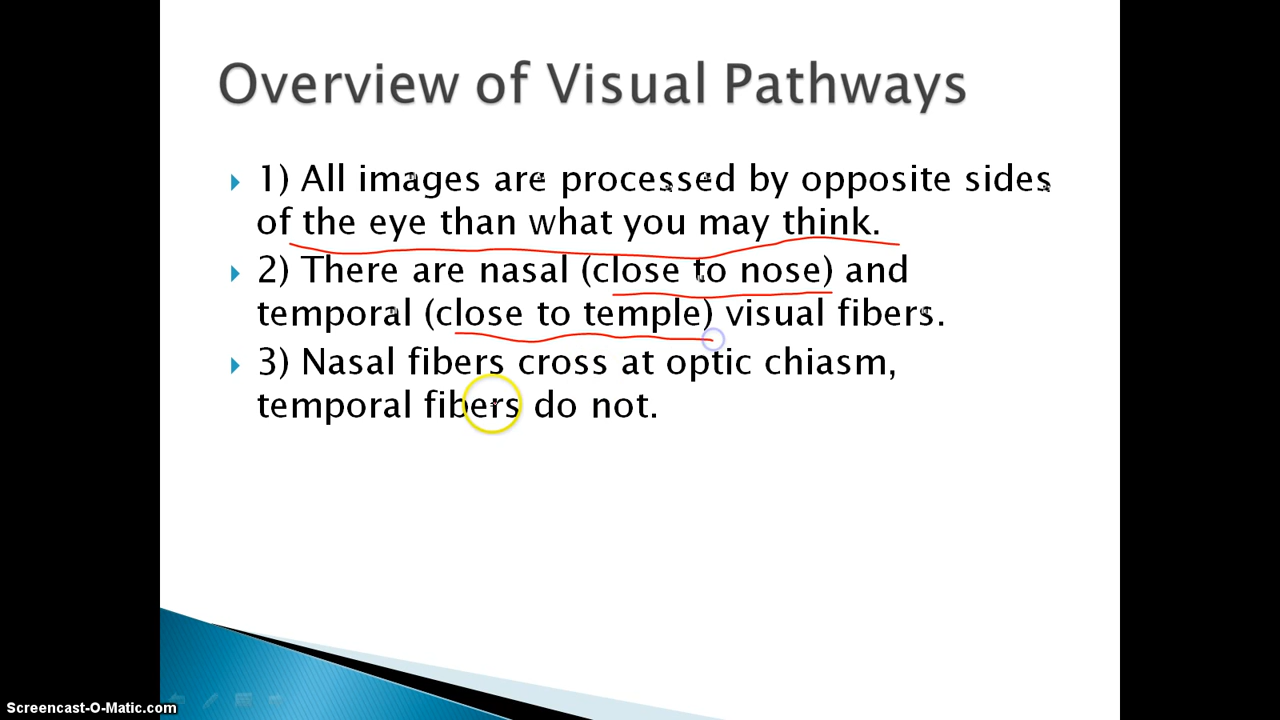 Overview of Visual Pathways
1) All images are processed by opposite sides
of the eye than what you may think.
2) There are nasal (close to nose) and
temporal (close to temple) visual fibers.
3) Nasal fibers cross at optic chiasm,
temporal fibers do not.
Screencast-O-Matic.com